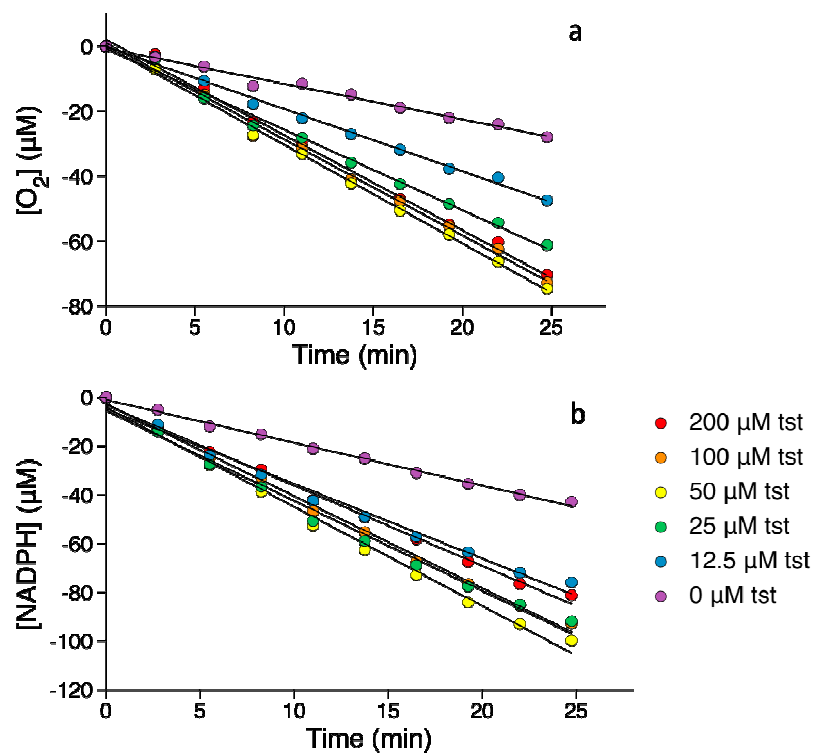 a
0
-20
-40
-60
-80
[O2] (μM)
0 5 10 15 20 25
Time (min)
b
0
-20
-40
-60
-80
-100
-120
[NADPH] (μM)
0 5 10 15 20 25
Time (min)
200 μM tst
100 μM tst
50 μM tst
25 μM tst
12.5 μM tst
0 μM tst